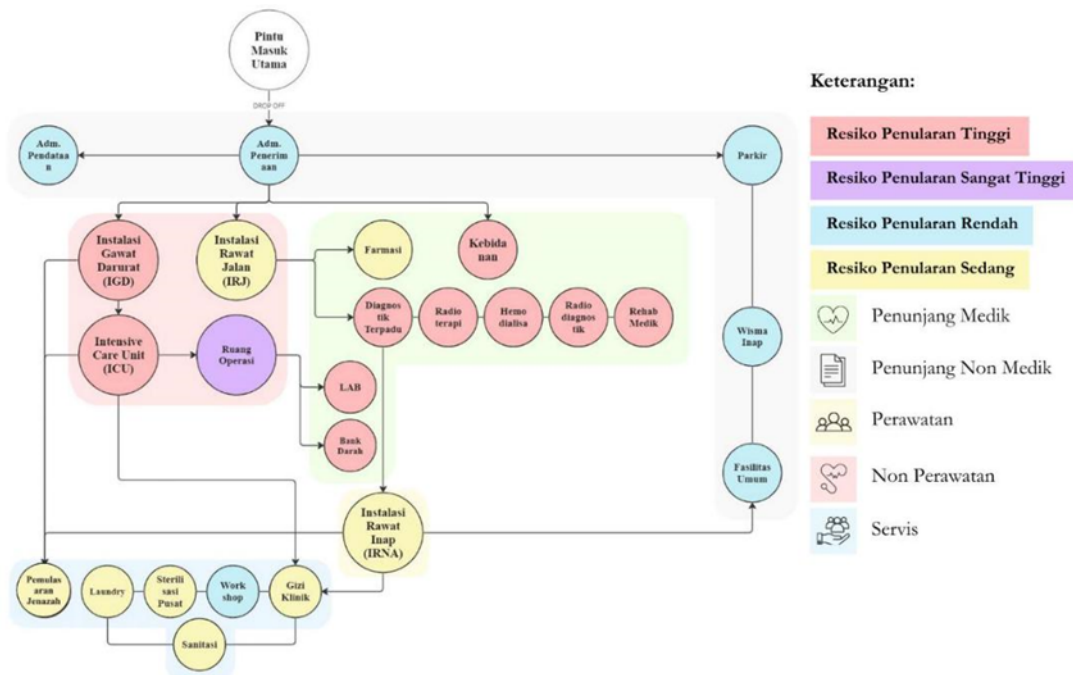 Pintu
Masuk
Utama
DROP OFF
Adm.
Pendataa
n
Adm.
Penerim
aan
Parkir
Instalasi
Gawat
Darurat
(IGD)
Instalasi
Rawat
Jalan
(IRJ)
Farmasi
Kebida
nan
Diagnos
tik
Terpadu
Radio
terapi
Hemo
dialisa
Radio
diagnos
tik
Rehab
Medik
Intensive
Care Unit
(ICU)
Ruang
Operasi
LAB
Bank
Darah
Wisma
Inap
Fasilitas
Umum
Instalasi
Rawat
Inap
(IRNA)
Pemulas
aran
Jenazah
Laundry
Sterili
sasi
Pusat
Work
shop
Gizi
Klinik
Sanitasi
Keterangan:
Resiko Penularan Tinggi
Resiko Penularan Sangat Tinggi
Resiko Penularan Rendah
Resiko Penularan Sedang
Penunjang Medik
Penunjang Non Medik
Perawatan
Non Perawatan
Servis